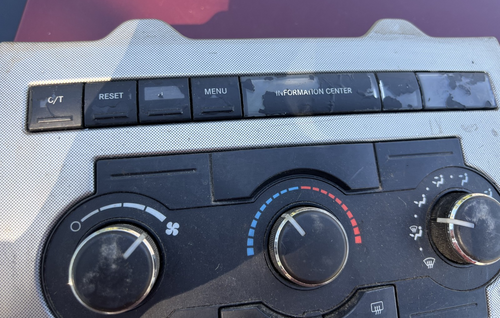 C/T RESET MENU INFORMATION CENTER